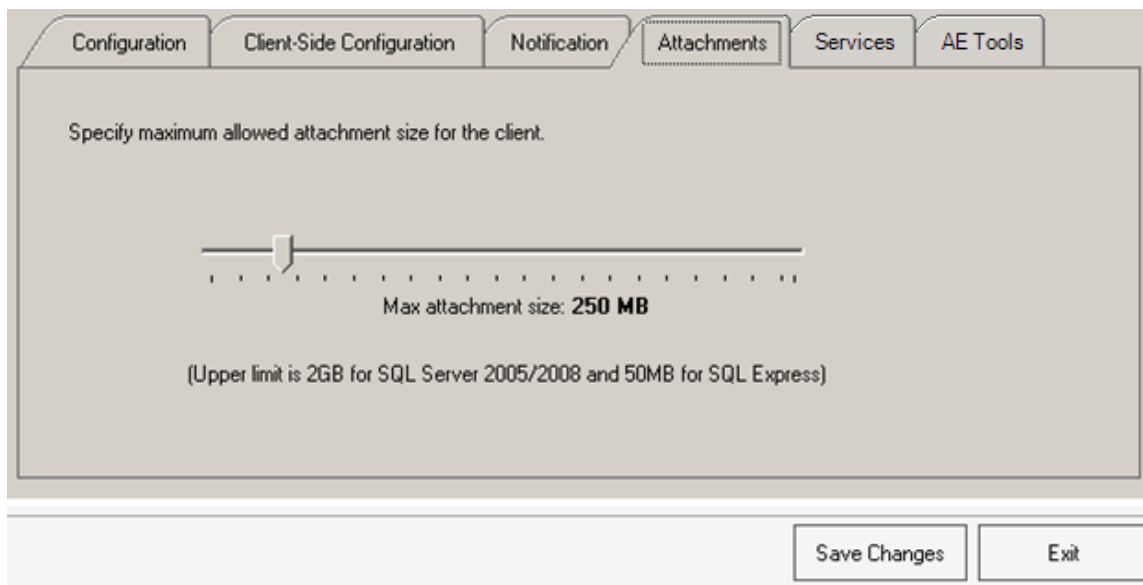 Configuration Client-Side Configuration Notification Attachments Services AE Tools
Specify maximum allowed attachment size for the client.
Max attachment size: 250 MB
(Upper limit is 2GB for SQL Server 2005/2008 and 50MB for SQL Express)
Save Changes Exit